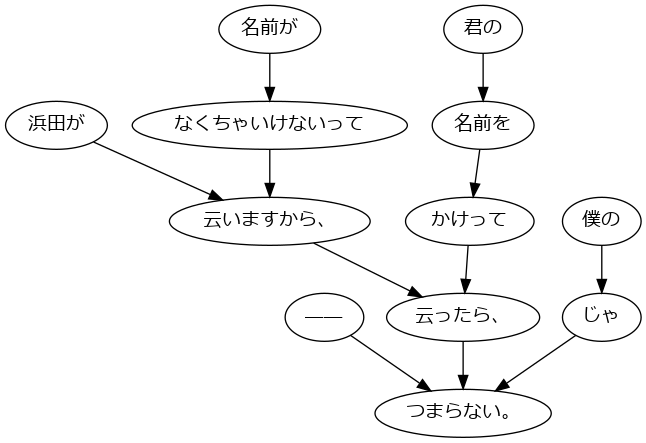 名前が
君の
浜田が
なくちゃいけないって
名前を
云いますから、
かけって
僕の
——
云ったら、
じゃ
つまらない。